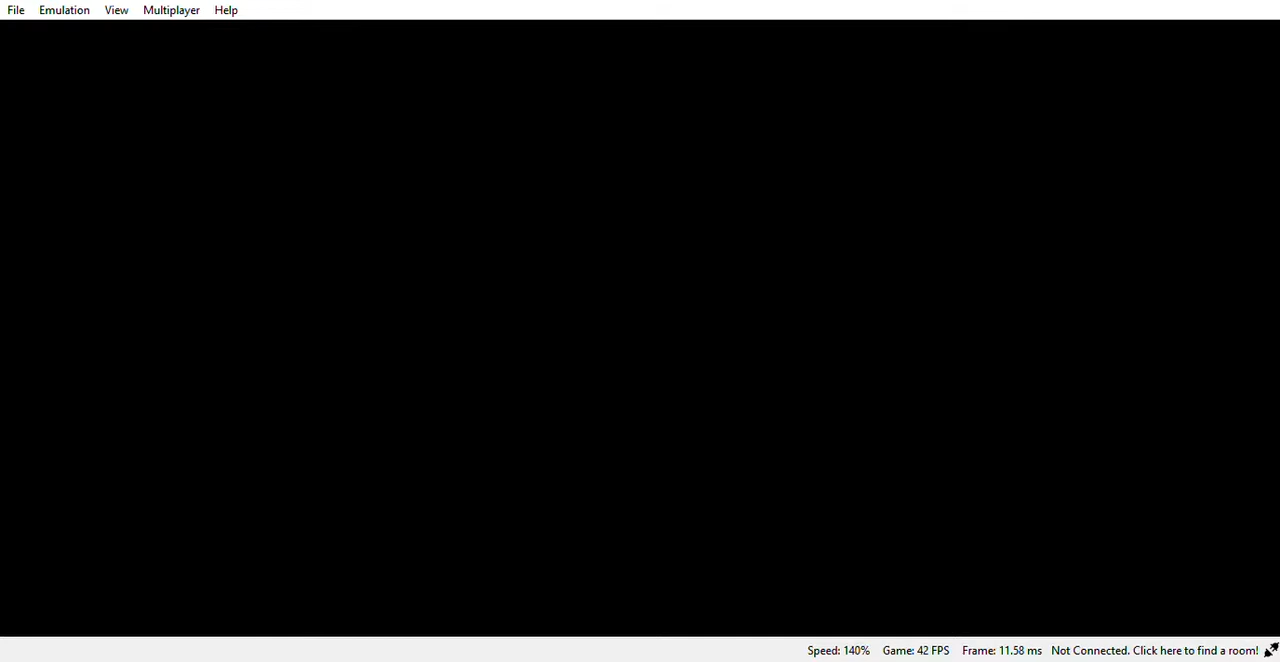 File Emulation View Multiplayer Help
Speed: 140% Game: 42 FPS Frame: 11.58 ms Not Connected. Click here to find a room!